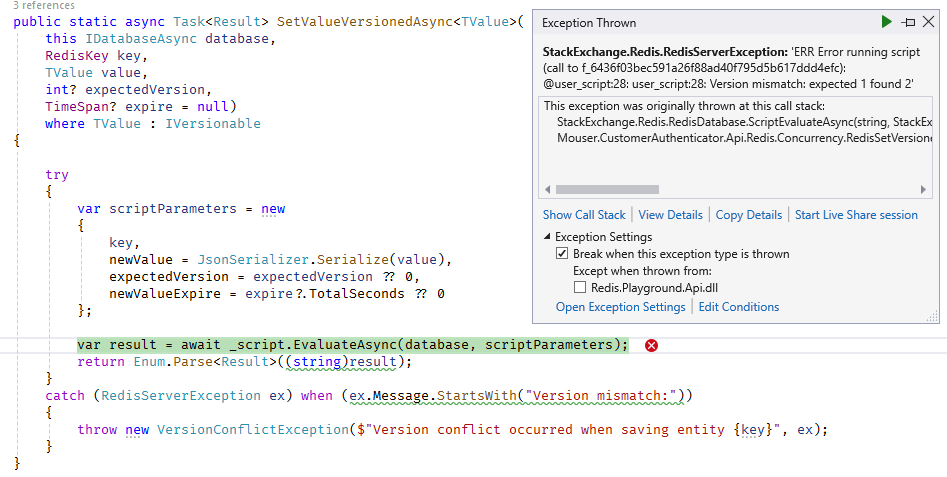 3 references
public static async Task<Result> SetValueVersionedAsync<TValue>(
this IDatabaseAsync database,
RedisKey key,
TValue value,
int? expectedVersion,
TimeSpan? expire = null)
where TValue : IVersionable
{
try
{
var scriptParameters = new
{
key,
newValue = JsonSerializer.Serialize(value),
expectedVersion = expectedVersion ?? 0,
newValueExpire = expire?.TotalSeconds ?? 0
};
var result = await _script.EvaluateAsync(database, scriptParameters);
return Enum.Parse<Result>((string)result);
}
catch (RedisServerException ex) when (ex.Message.StartsWith("Version mismatch:"))
{
throw new VersionConflictException($"Version conflict occurred when saving entity {key}", ex);
}
}
Exception Thrown
StackExchange.Redis.RedisServerException: 'ERR Error running script
(call to f_6436f03bec591a26f88ad40f795d5b617ddd4efc):
@user_script:28: user_script:28: Version mismatch: expected 1 found 2'
This exception was originally thrown at this call stack:
StackExchange.Redis.RedisDatabase.ScriptEvaluateAsync(string, StackEx
Mouser.CustomerAuthenticator.Api.Redis.Concurrency.RedisSetVersione
Show Call Stack | View Details | Copy Details | Start Live Share session
Exception Settings
Break when this exception type is thrown
Except when thrown from:
Redis.Playground.Api.dll
Open Exception Settings | Edit Conditions